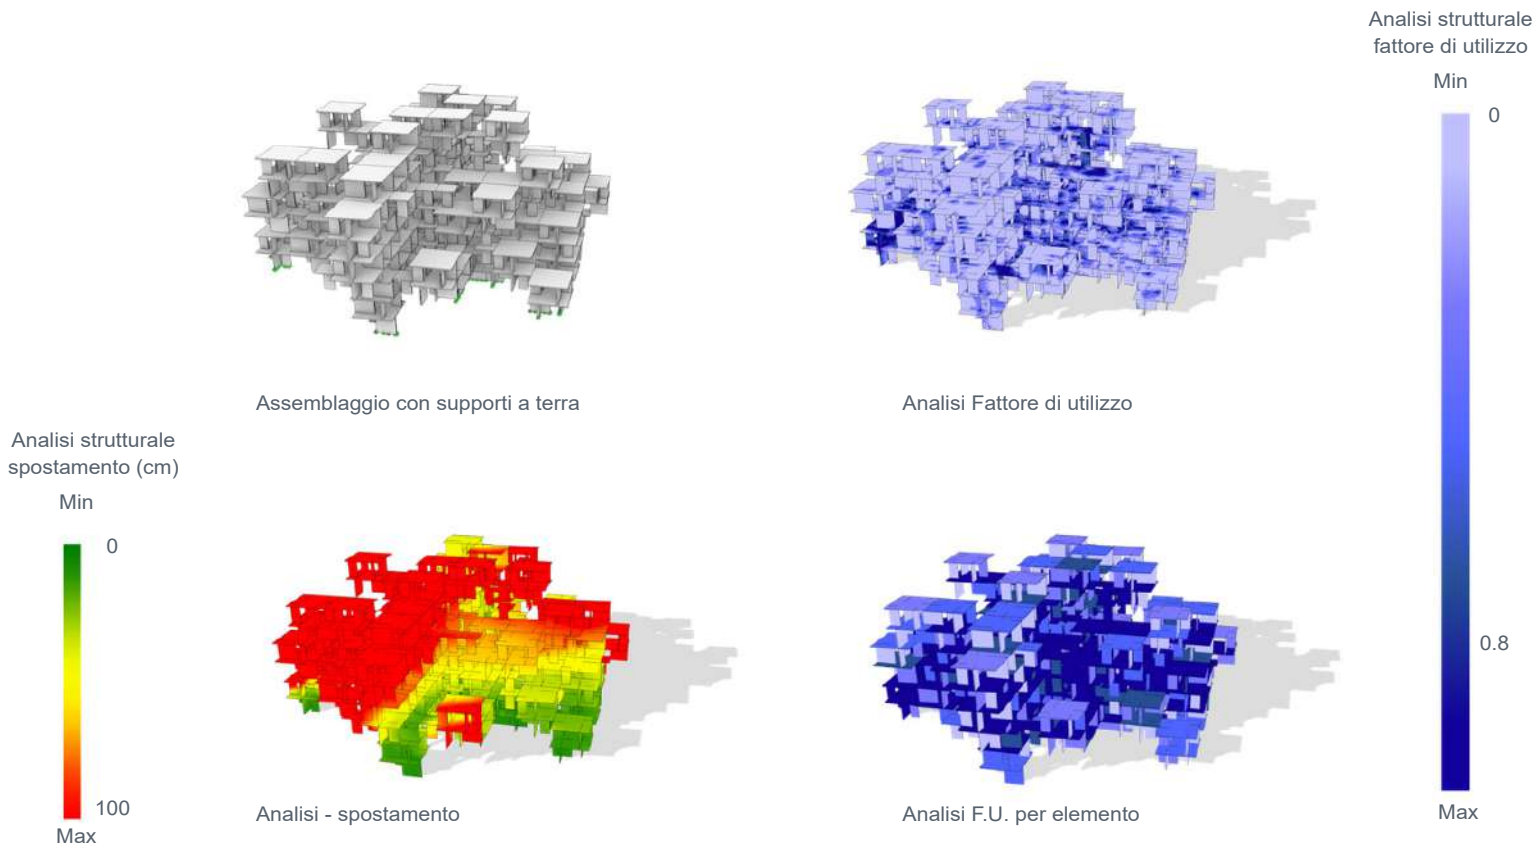 Analisi strutturale
fattore di utilizzo
Min
0
0.8
Max
Assemblaggio con supporti a terra
Analisi Fattore di utilizzo
Analisi strutturale
spostamento (cm)
Min
0
100
Max
Analisi - spostamento
Analisi F.U. per elemento